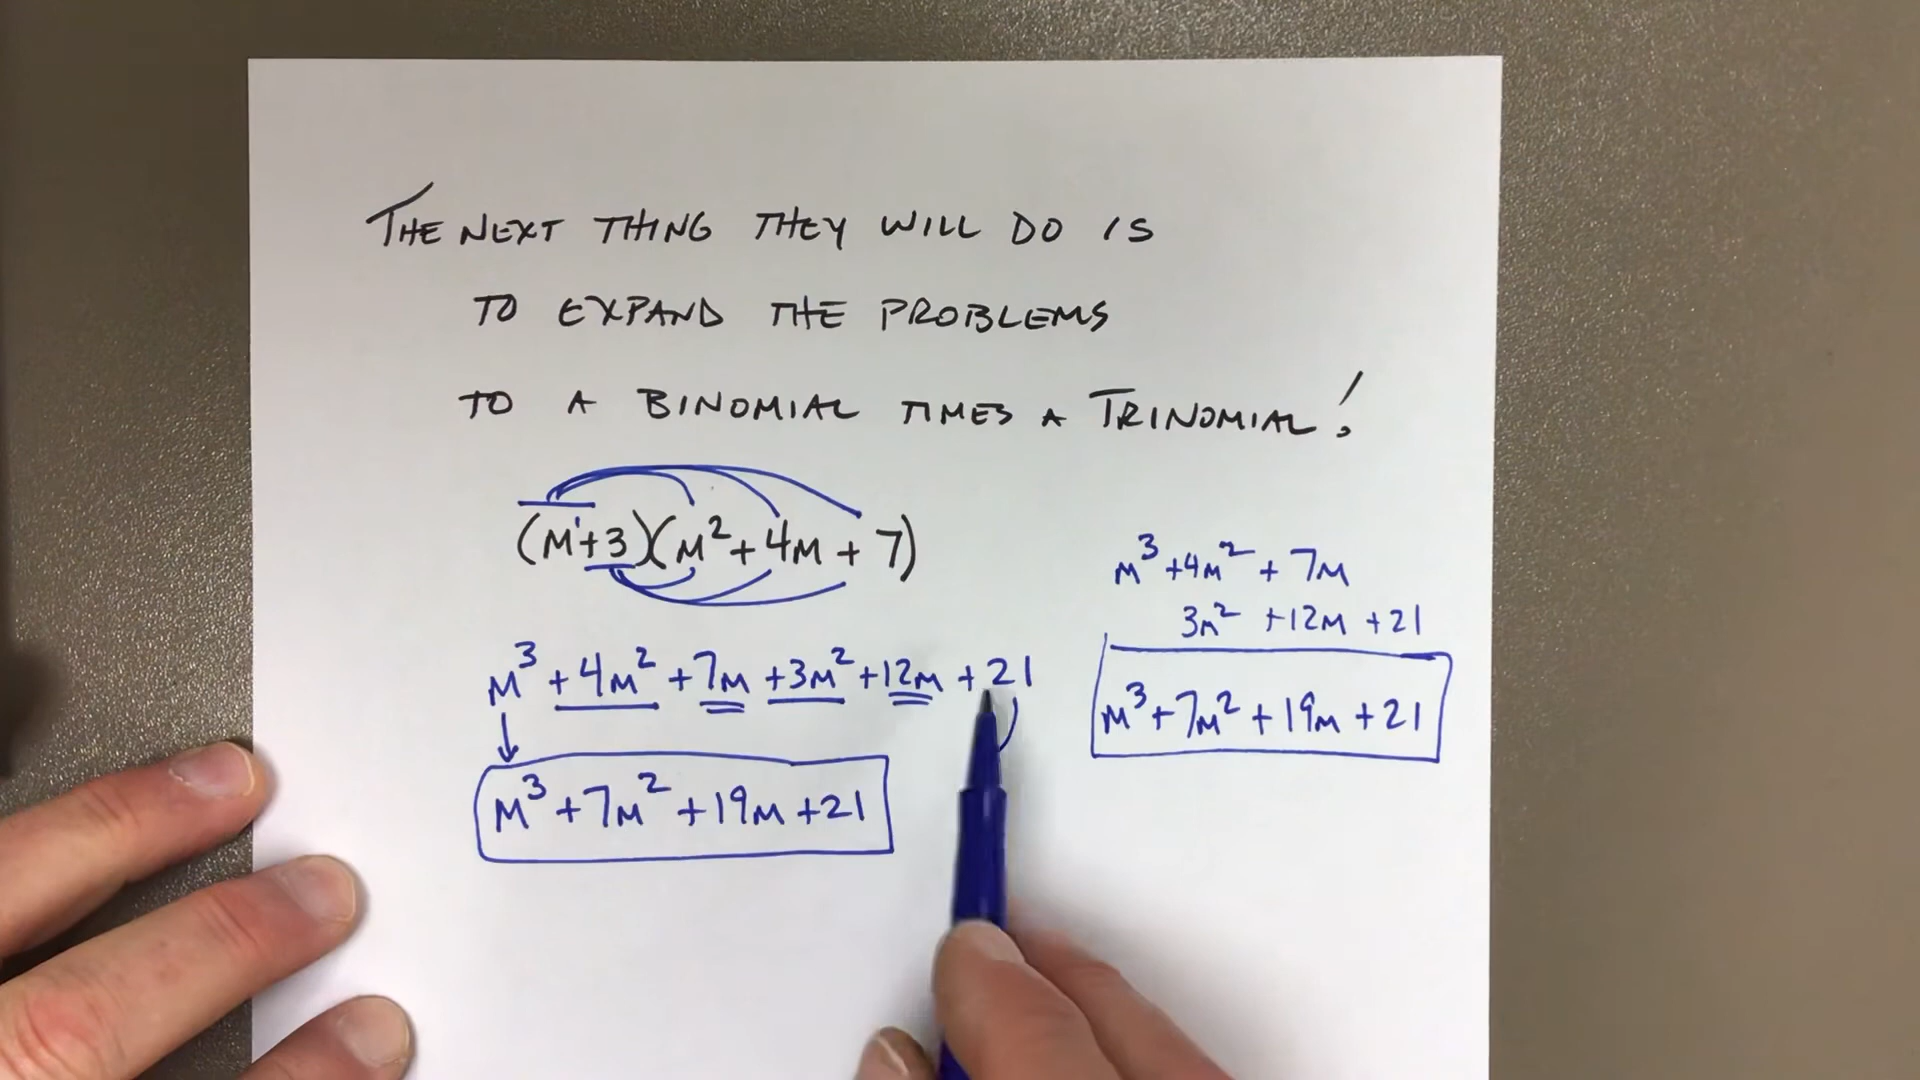 THE NEXT THING THEY WILL DO IS
TO EXPAND THE PROBLEMS
TO A BINOMIAL TIMES A TRINOMIAL!
(M¹+3)(M²+4M+7)
M³+4M²+7M+3M²+12M+21
M³+7M²+19M+21
M³+4M²+7M
3M²+12M+21
M³+7M²+19M+21